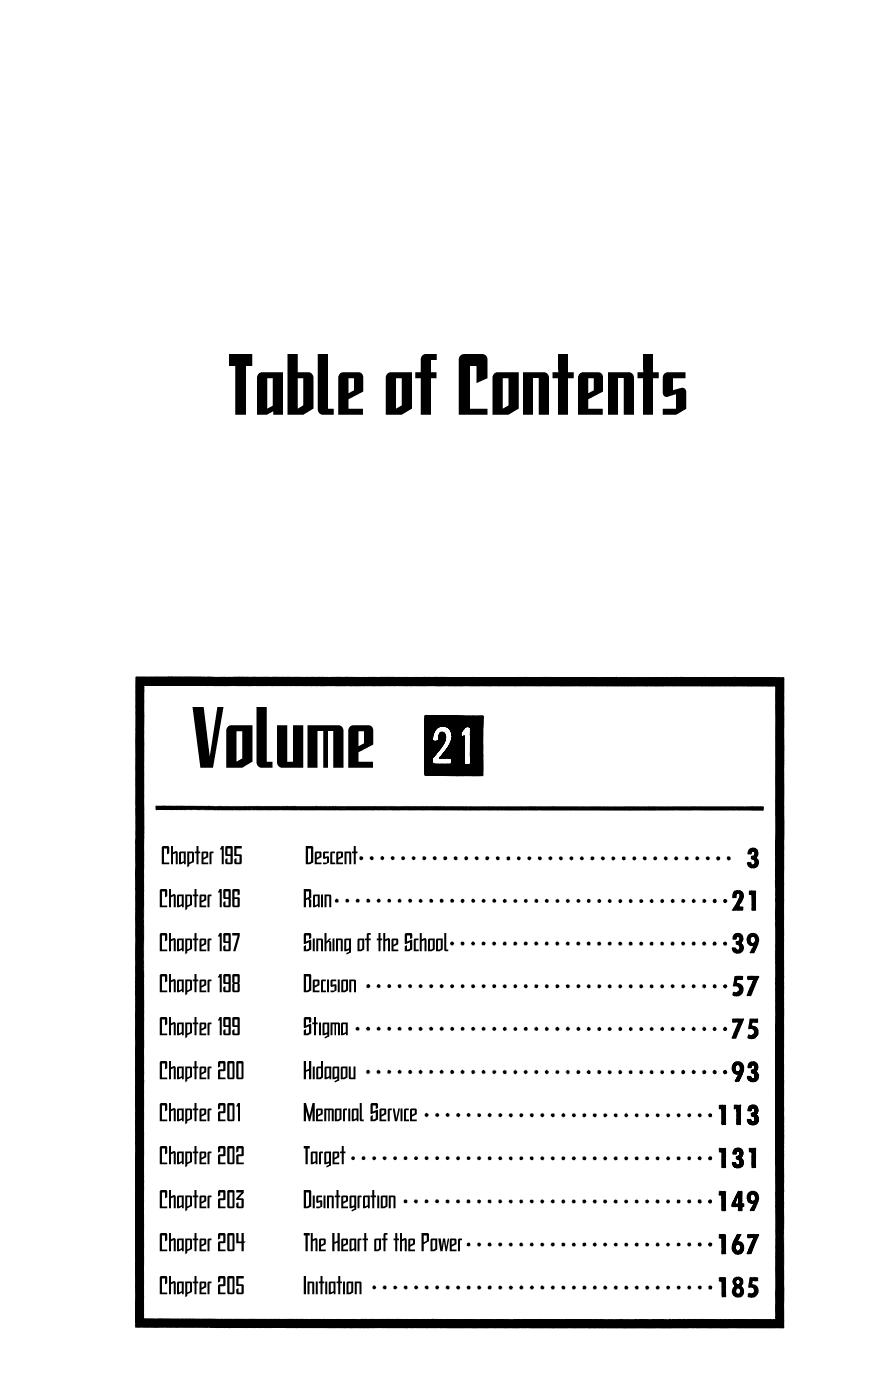 Table of Contents
Volume 21
Chapter 195 Descent 3
Chapter 196 Rain 21
Chapter 197 Sinking of the School 39
Chapter 198 Decision 57
Chapter 199 Stigma 75
Chapter 200 Hidagou 93
Chapter 201 Memorial Service 113
Chapter 202 Target 131
Chapter 203 Disintegration 149
Chapter 204 The Heart of the Power 167
Chapter 205 Initiation 185